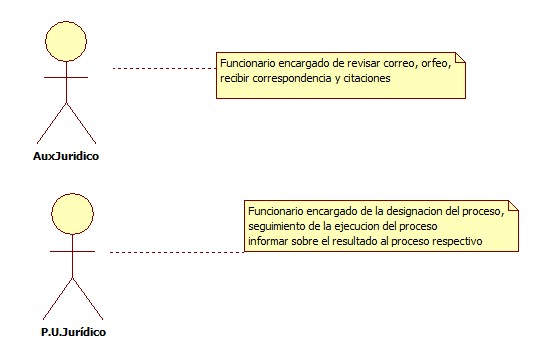 Funcionario encargado de revisar correo, orfeo,
recibir correspondencia y citaciones
AuxJuridico
Funcionario encargado de la designacion del proceso,
seguimiento de la ejecucion del proceso
informar sobre el resultado al proceso respectivo
P.U.Jurídico